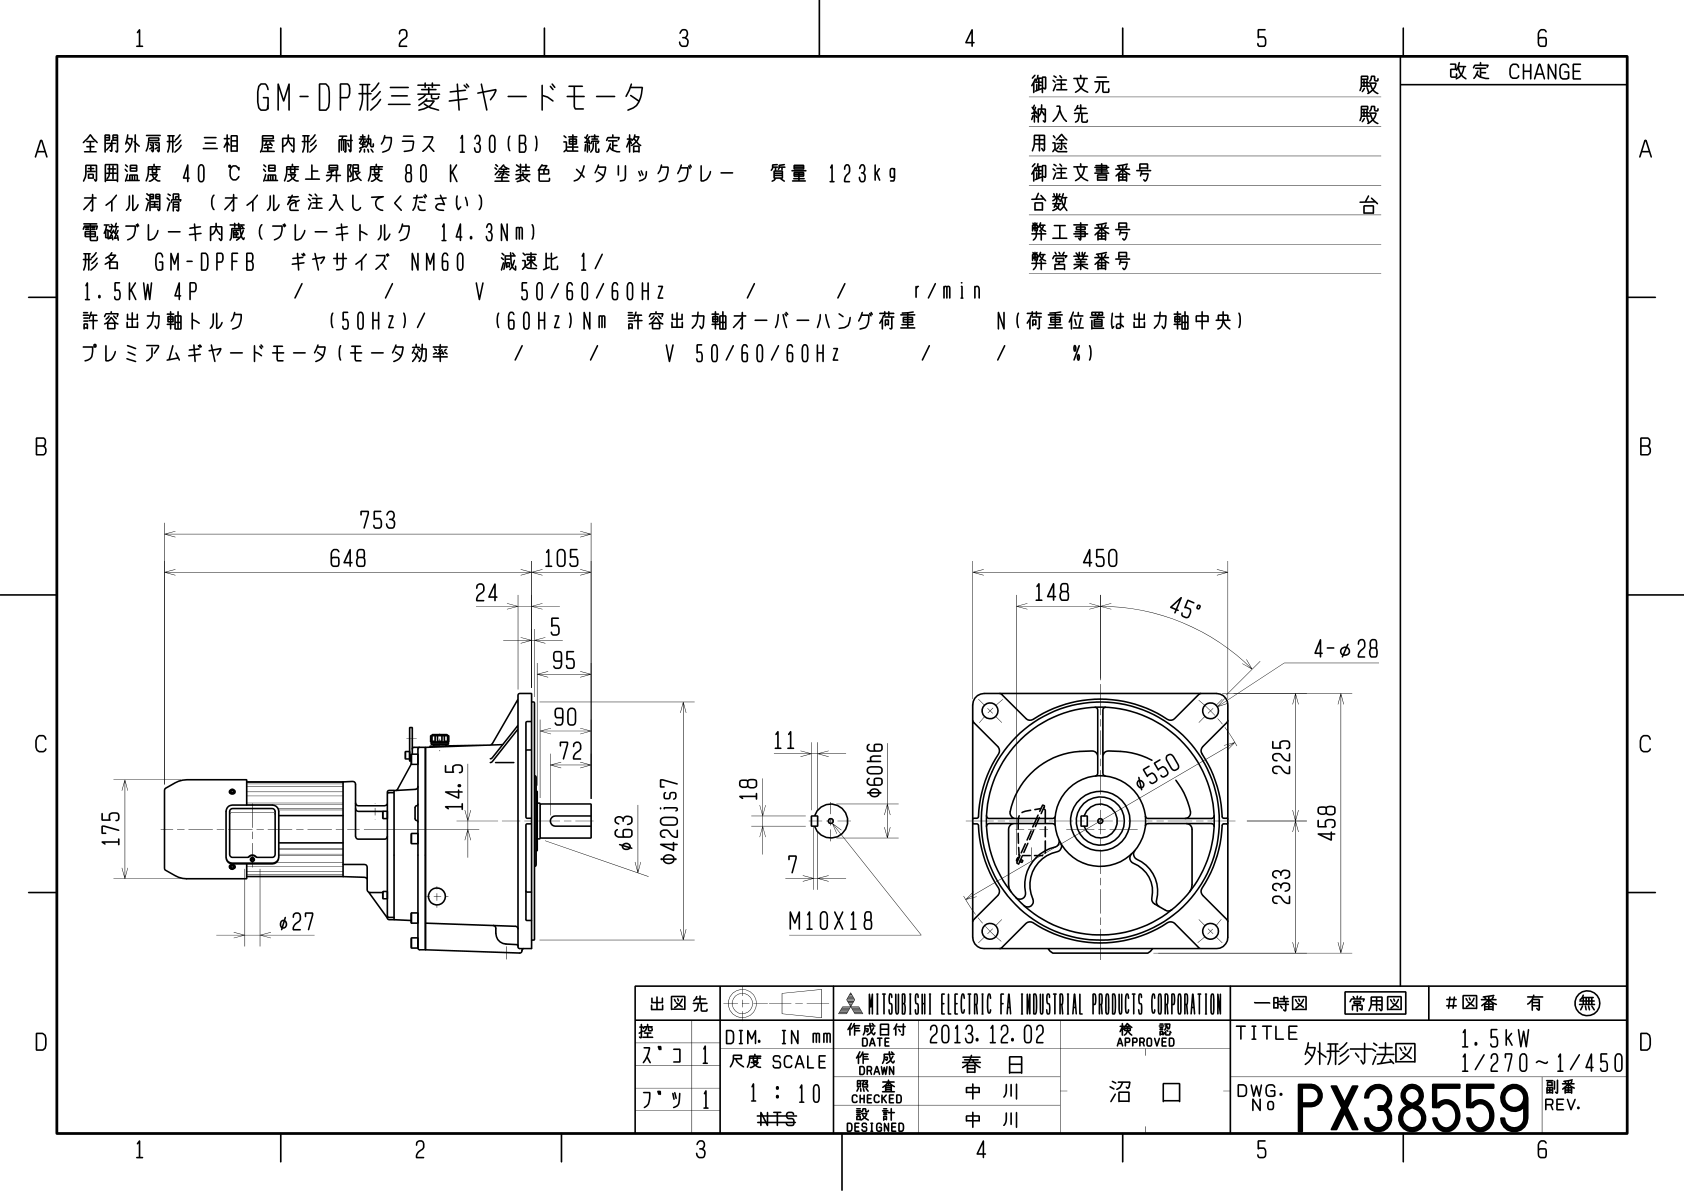 1 2 3 4 5 6
改定 CHANGE
A A
B B
C C
D D
GM-DP形三菱ギヤードモータ
全閉外扇形 三相 屋内形 耐熱クラス 130(B) 連続定格
周囲温度 40 ℃ 温度上昇限度 80 K 塗装色 メタリックグレー 質量 123kg
オイル潤滑 (オイルを注入してください)
電磁ブレーキ内蔵(ブレーキトルク 14.3Nm)
形名 GM-DPFB ギヤサイズ NM60 減速比 1/
1.5KW 4P / / V 50/60/60Hz / / r/min
許容出力軸トルク (50Hz)/ (60Hz)Nm 許容出力軸オーバーハング荷重 N(荷重位置は出力軸中央)
プレミアムギヤードモータ(モータ効率 / / V 50/60/60Hz / / %)
御注文元 殿
納入先 殿
用途
御注文書番号
台数 台
弊工事番号
弊営業番号
753
648 105
24
5
95
90
72
14.5
175
φ27
φ63
Φ420js7
11
18
7
Φ60h6
M10X18
450
148
45°
4-φ28
φ550
225
458
233
出図先
控
ズコ 1
ブツ 1
DIM. IN mm
尺度 SCALE
1 : 10
NTS
MITSUBISHI ELECTRIC FA INDUSTRIAL PRODUCTS CORPORATION
作成日付 DATE 2013.12.02
作成 DRAWN 春日
照査 CHECKED 中川
設計 DESIGNED 中川
検認 APPROVED
沼口
一時図 常用図 #図番 有 無
TITLE
外形寸法図
1.5kW
1/270~1/450
DWG. No PX38559
副番 REV.
1 2 3 4 5 6